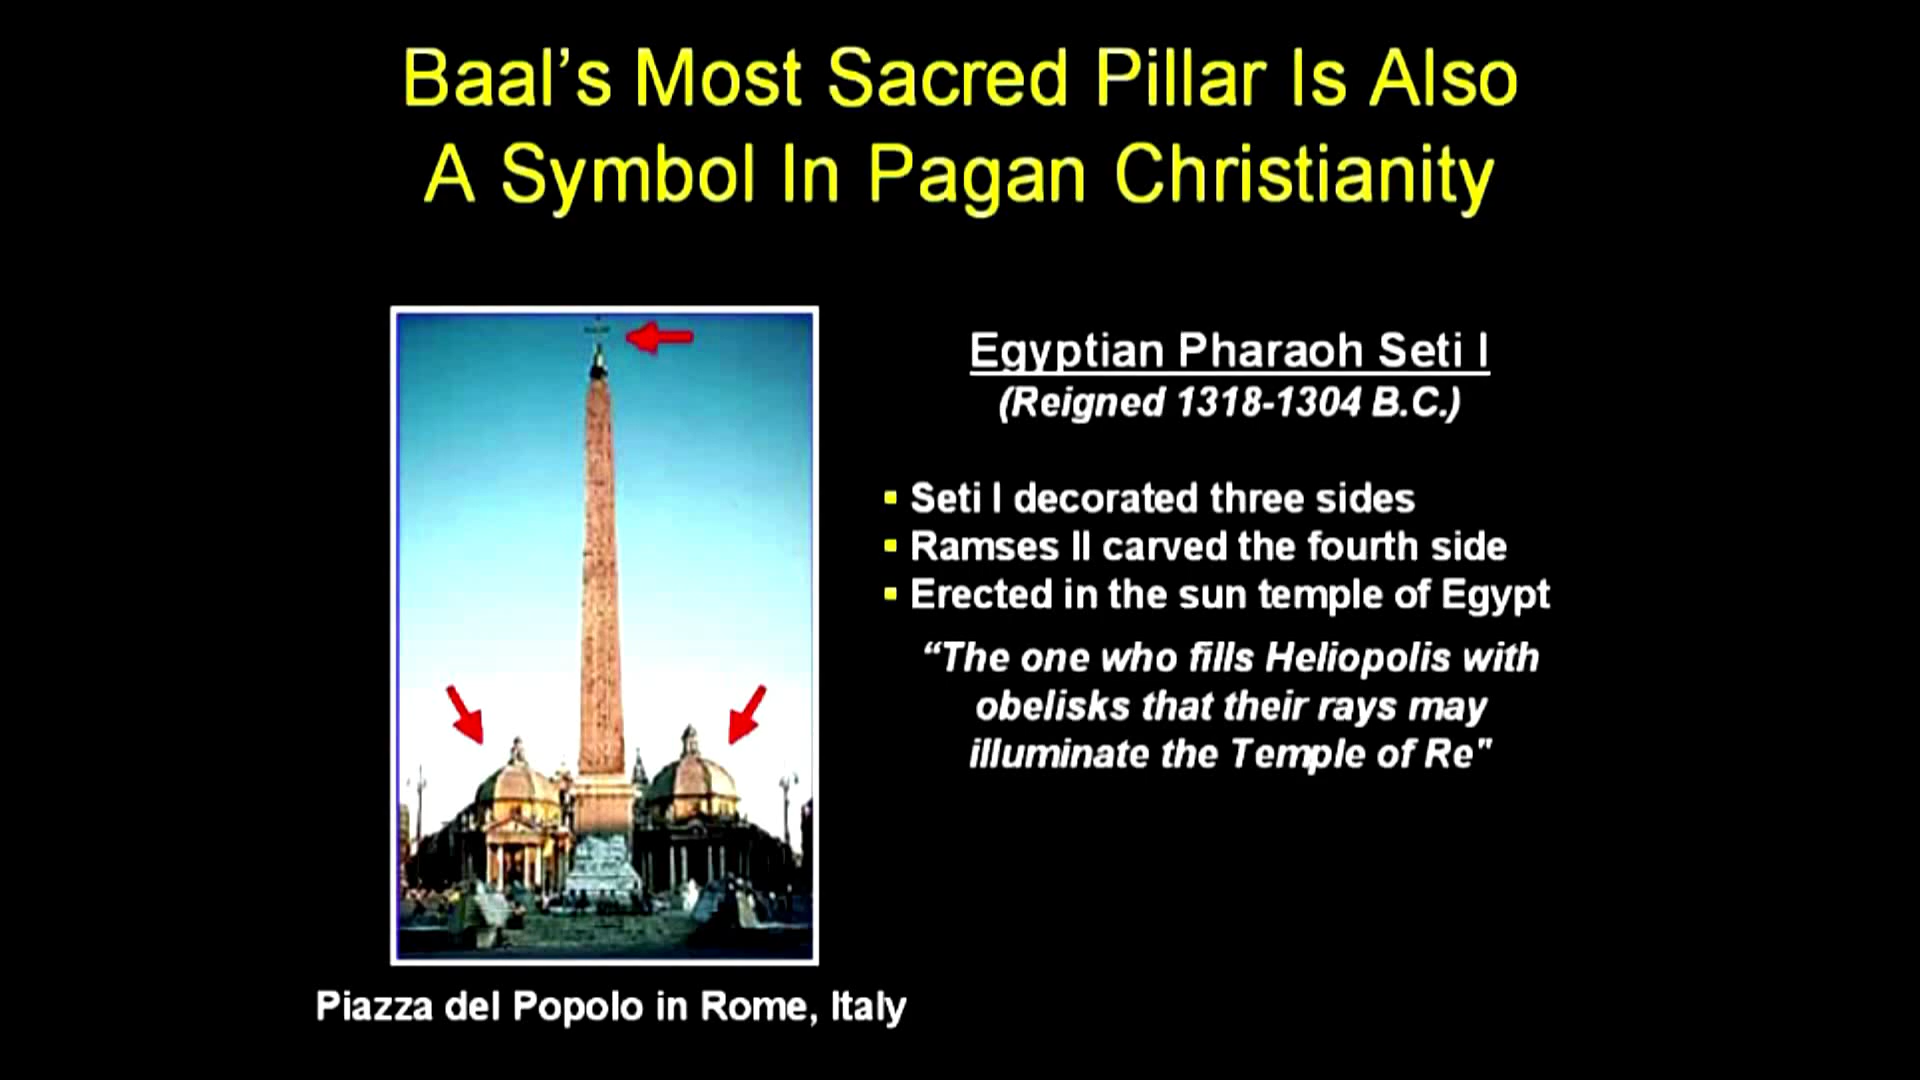 Baal’s Most Sacred Pillar Is Also
A Symbol In Pagan Christianity
Egyptian Pharaoh Seti I
(Reigned 1318-1304 B.C.)
▪ Seti I decorated three sides
▪ Ramses II carved the fourth side
▪ Erected in the sun temple of Egypt
“The one who fills Heliopolis with
obelisks that their rays may
illuminate the Temple of Re"
Piazza del Popolo in Rome, Italy